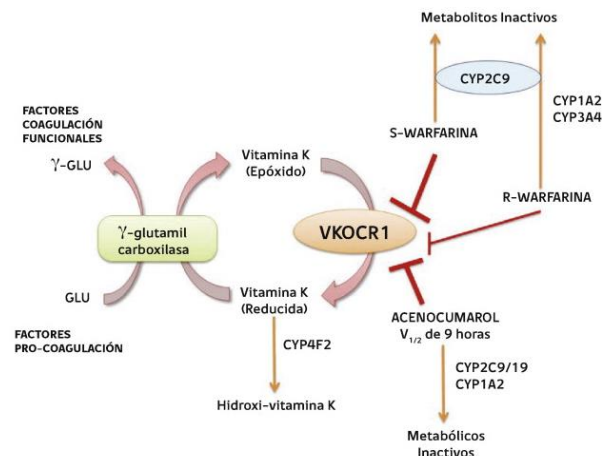 Metabolitos Inactivos
CYP2C9
CYP1A2
CYP3A4
S-WARFARINA
R-WARFARINA
FACTORES
COAGULACIÓN
FUNCIONALES
γ-GLU
Vitamina K
(Epóxido)
γ-glutamil
carboxilasa
VKOCR1
GLU
Vitamina K
(Reducida)
FACTORES
PRO-COAGULACIÓN
CYP4F2
Hidroxi-vitamina K
ACENOCUMAROL
V1/2 de 9 horas
CYP2C9/19
CYP1A2
Metabólicos
Inactivos